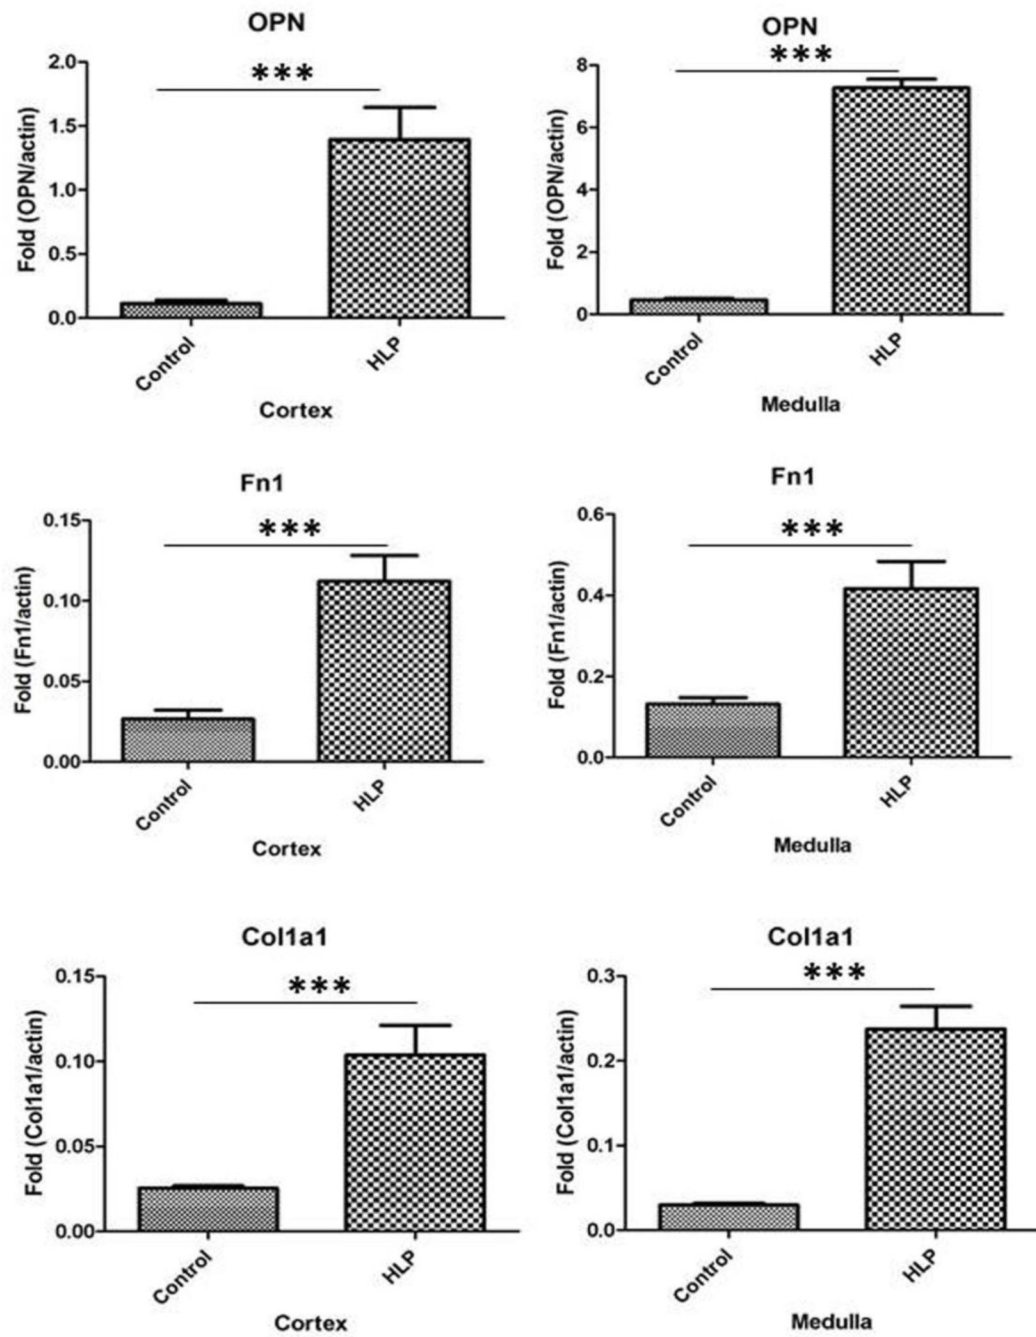 OPN
***
Fold (OPN/actin)
2.0
1.5
1.0
0.5
0.0
Control
HLP
Cortex
OPN
***
Fold (OPN/actin)
8
6
4
2
0
Control
HLP
Medulla
Fn1
***
Fold (Fn1/actin)
0.15
0.10
0.05
0.00
Control
HLP
Cortex
Fn1
***
Fold (Fn1/actin)
0.6
0.4
0.2
0.0
Control
HLP
Medulla
Col1a1
***
Fold (Col1a1/actin)
0.15
0.10
0.05
0.00
Control
HLP
Cortex
Col1a1
***
Fold (Col1a1/actin)
0.3
0.2
0.1
0.0
Control
HLP
Medulla